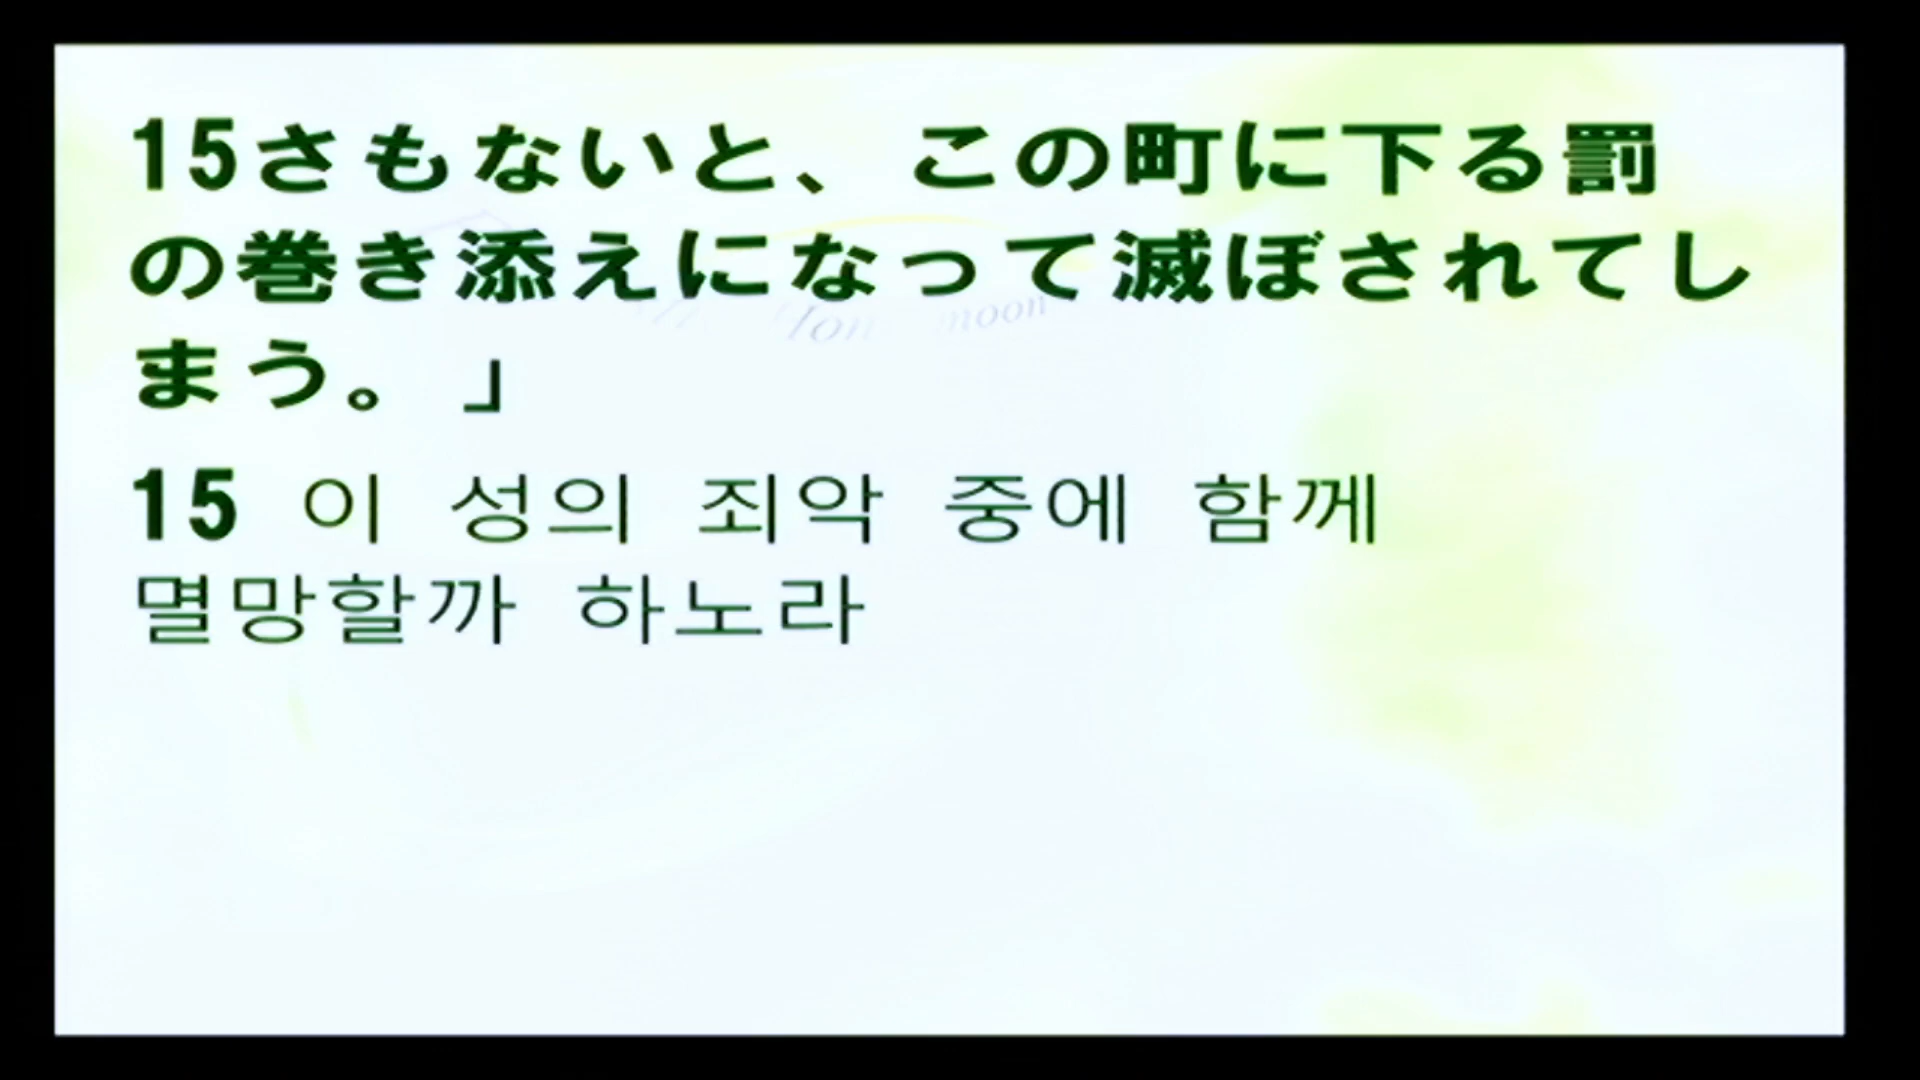 15さもないと、この町に下る罰
の巻き添えになって滅ぼされてし
まう。」
15 이 성의 죄악 중에 함께
멸망할까 하노라
moon